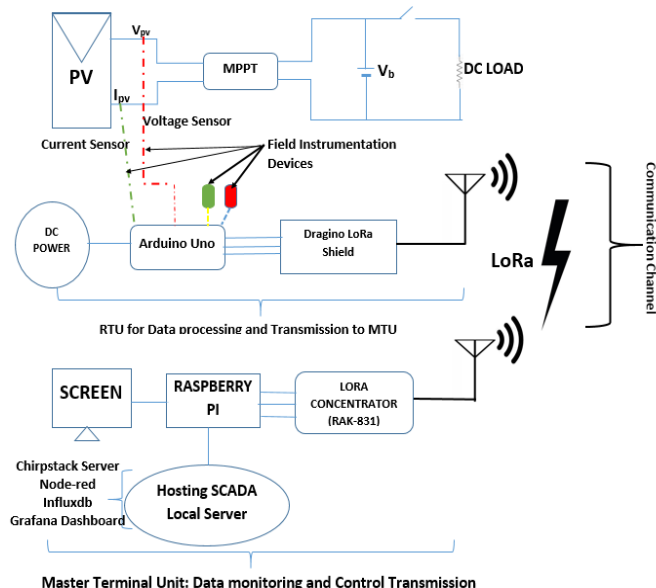 Vpv
PV
MPPT
Vb
DC LOAD
Ipv
Voltage Sensor
Current Sensor
Field Instrumentation
Devices
DC
POWER
Arduino Uno
Dragino LoRa
Shield
LoRa
Communication Channel
RTU for Data processing and Transmission to MTU
SCREEN
RASPBERRY
PI
LORA
CONCENTRATOR
(RAK-831)
Chirpstack Server
Node-red
Influxdb
Grafana Dashboard
Hosting SCADA
Local Server
Master Terminal Unit: Data monitoring and Control Transmission